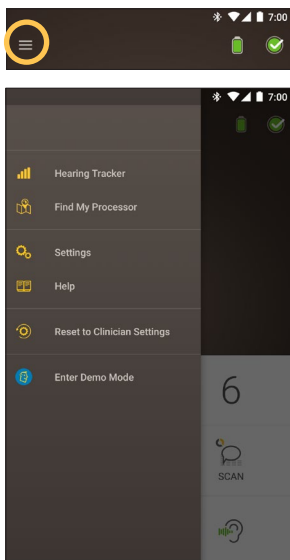 7:00
7:00
Hearing Tracker
Find My Processor
Settings
Help
Reset to Clinician Settings
Enter Demo Mode
6
SCAN